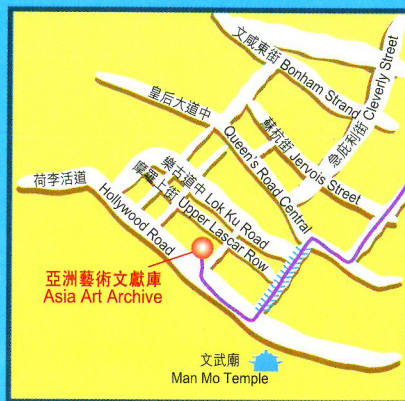 文咸東街 Bonham Strand
急庇利街 Cleverly Street
皇后大道中
Queen's Road Central
蘇杭街 Jervois Street
荷李活道
Hollywood Road
樂古道中 Lok Ku Road
摩羅上街 Upper Lascar Row
亞洲藝術文獻庫
Asia Art Archive
文武廟
Man Mo Temple